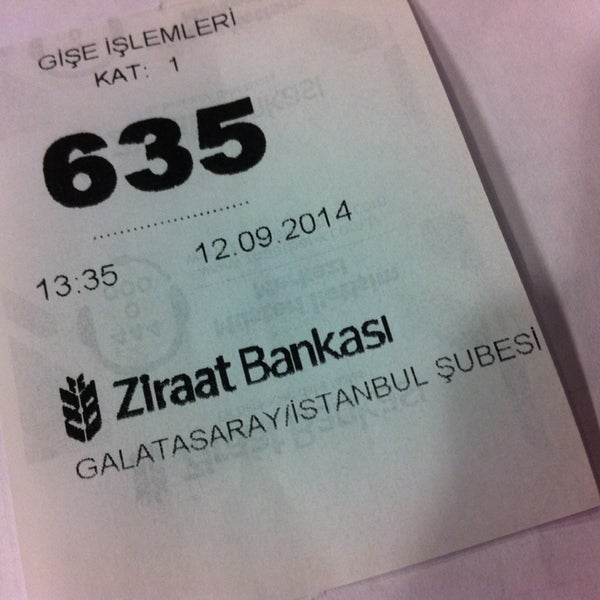 GİŞE İŞLEMLERİ
KAT: 1
635
13:35 12.09.2014
Ziraat Bankası
GALATASARAY/İSTANBUL ŞUBESİ